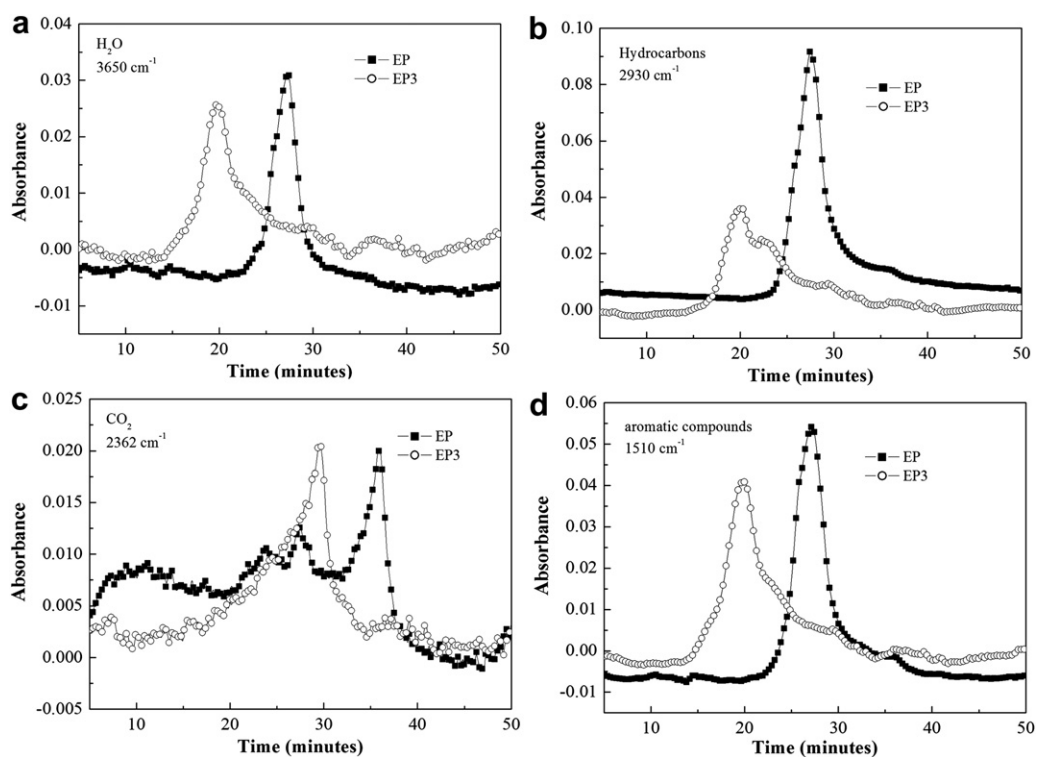 a
H₂O
3650 cm⁻¹
EP
EP3
0.04
0.03
0.02
0.01
0.00
-0.01
Absorbance
10 20 30 40 50
Time (minutes)
b
Hydrocarbons
2930 cm⁻¹
EP
EP3
0.10
0.08
0.06
0.04
0.02
0.00
Absorbance
10 20 30 40 50
Time (minutes)
c
CO₂
2362 cm⁻¹
EP
EP3
0.025
0.020
0.015
0.010
0.005
0.000
-0.005
Absorbance
10 20 30 40 50
Time (minutes)
d
aromatic compounds
1510 cm⁻¹
EP
EP3
0.06
0.05
0.04
0.03
0.02
0.01
0.00
-0.01
Absorbance
10 20 30 40 50
Time (minutes)